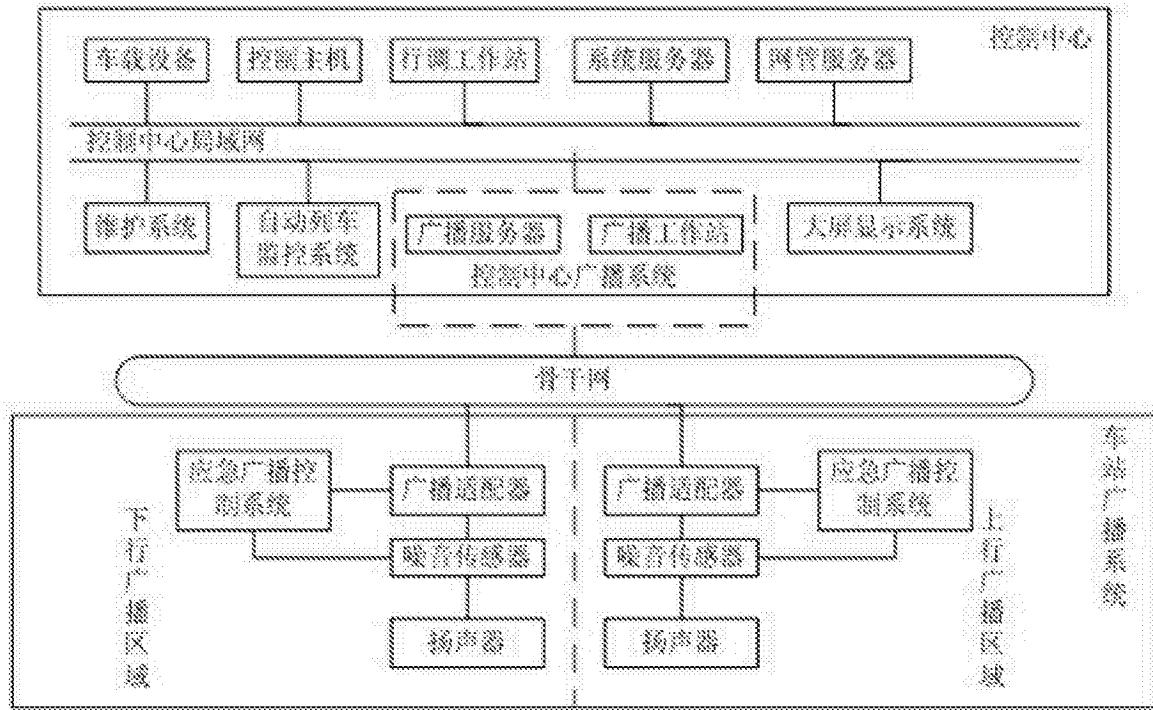 控制中心
车载设备
控制主机
行调工作站
系统服务器
网管服务器
控制中心局域网
维护系统
自动列车
监控系统
广播服务器
广播工作站
控制中心广播系统
大屏显示系统
骨干网
车站广播系统
应急广播控
制系统
广播适配器
广播适配器
应急广播控
制系统
下行广播区域
噪音传感器
噪音传感器
上行广播区域
扬声器
扬声器